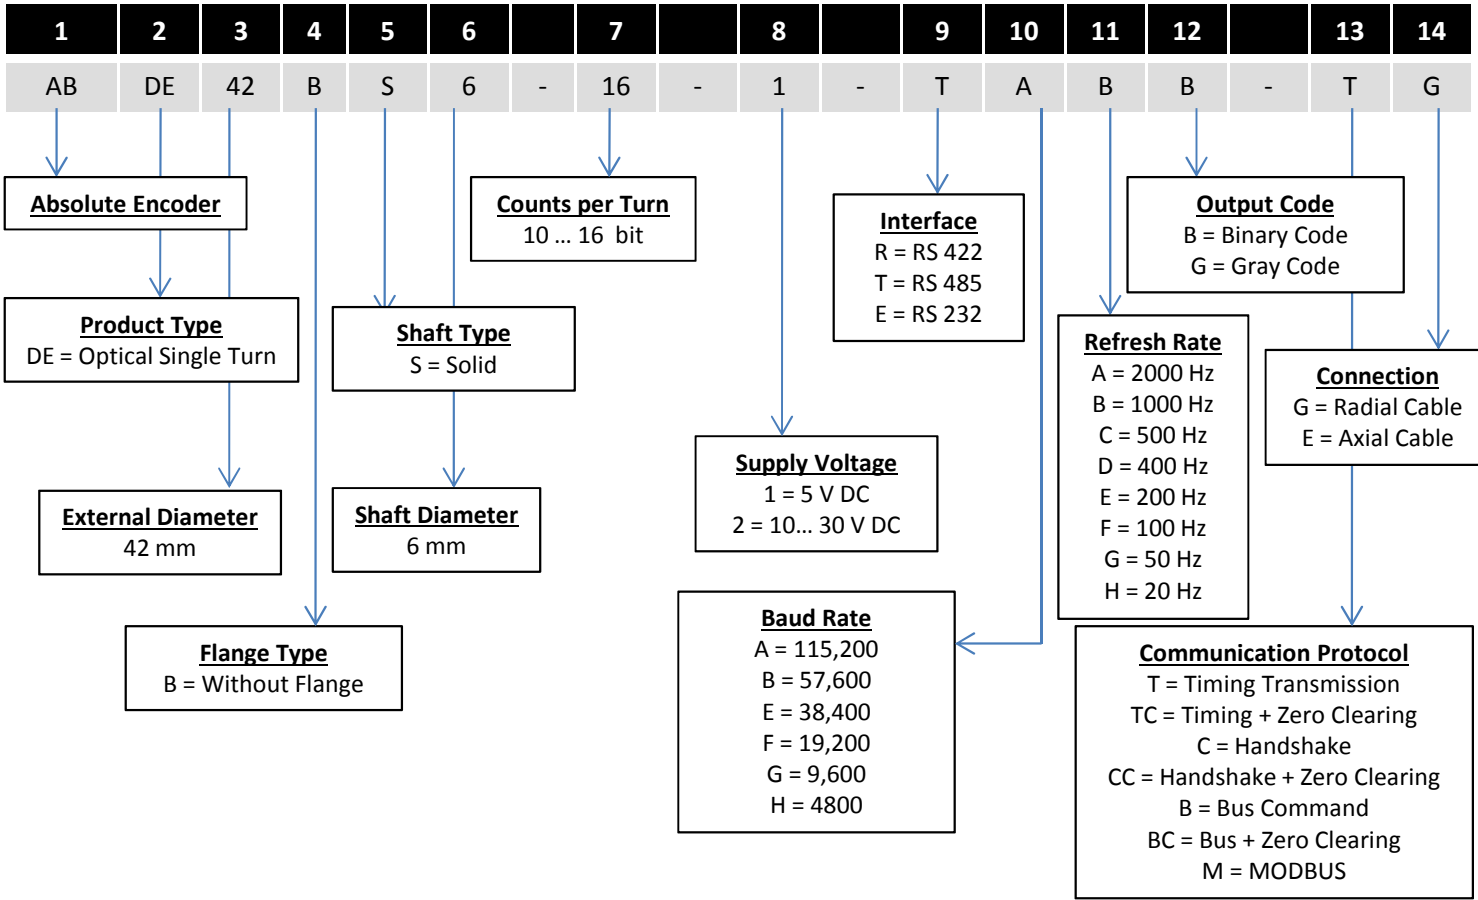 1 2 3 4 5 6 7 8 9 10 11 12 13 14
AB DE 42 B S 6 - 16 - 1 - T A B B - T G
Absolute Encoder
Product Type
DE = Optical Single Turn
External Diameter
42 mm
Flange Type
B = Without Flange
Shaft Type
S = Solid
Shaft Diameter
6 mm
Counts per Turn
10 ... 16 bit
Supply Voltage
1 = 5 V DC
2 = 10... 30 V DC
Interface
R = RS 422
T = RS 485
E = RS 232
Baud Rate
A = 115,200
B = 57,600
E = 38,400
F = 19,200
G = 9,600
H = 4800
Refresh Rate
A = 2000 Hz
B = 1000 Hz
C = 500 Hz
D = 400 Hz
E = 200 Hz
F = 100 Hz
G = 50 Hz
H = 20 Hz
Output Code
B = Binary Code
G = Gray Code
Communication Protocol
T = Timing Transmission
TC = Timing + Zero Clearing
C = Handshake
CC = Handshake + Zero Clearing
B = Bus Command
BC = Bus + Zero Clearing
M = MODBUS
Connection
G = Radial Cable
E = Axial Cable